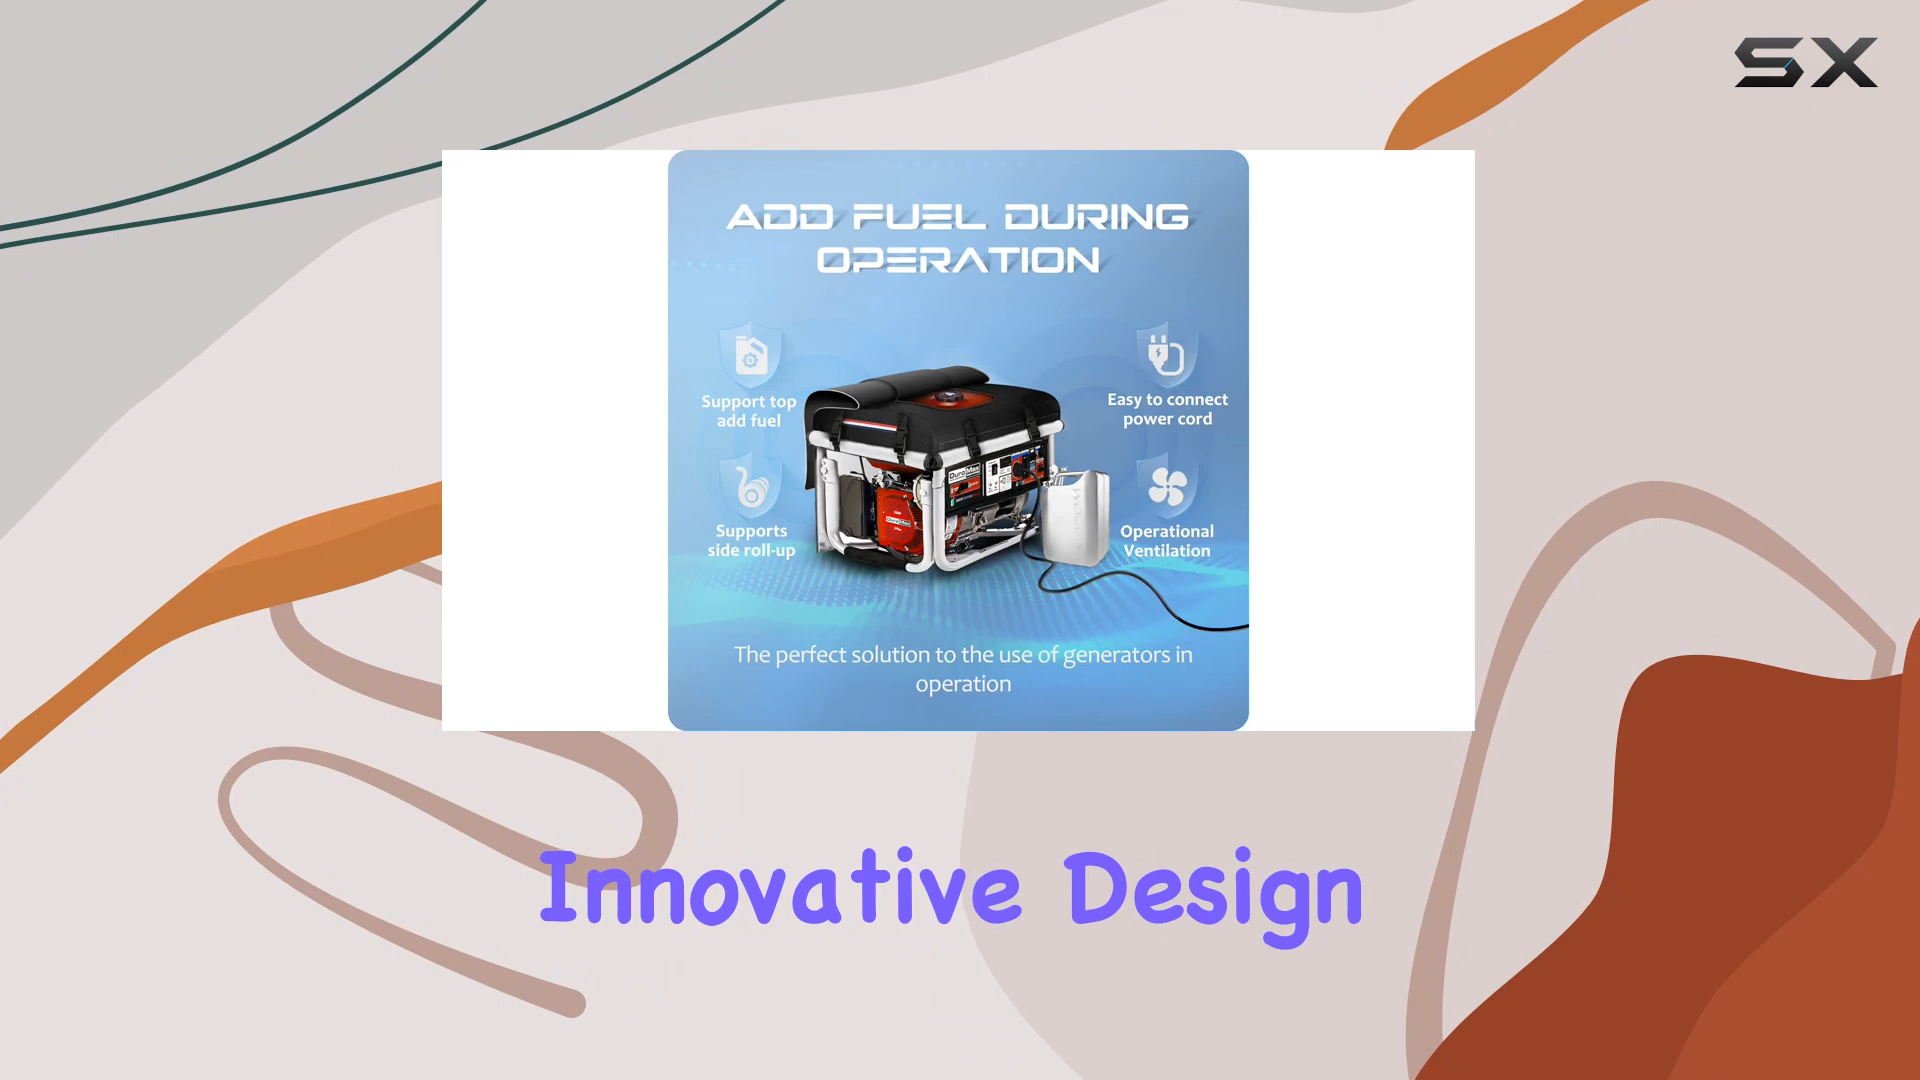 SX
ADD FUEL DURING
OPERATION
Support top
add fuel
Easy to connect
power cord
Supports
side roll-up
Operational
Ventilation
DuroMax
The perfect solution to the use of generators in
operation
Innovative Design